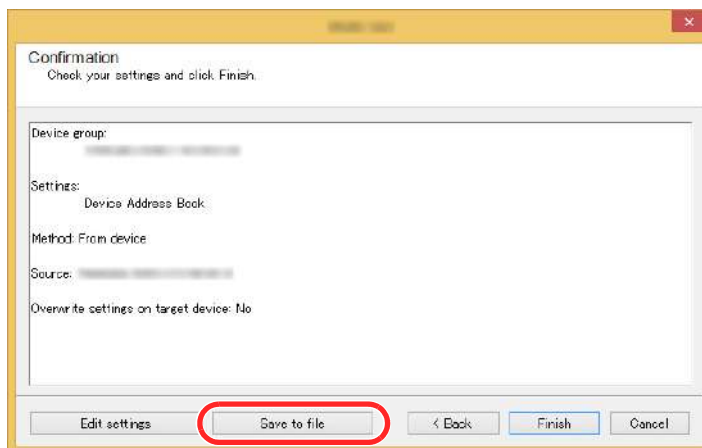 Confirmation
Check your settings and click Finish.
Device group:
Settings:
Device Address Book
Method: From device
Source:
Overwrite settings on target device: No
Edit settings
Save to file
< Back
Finish
Cancel